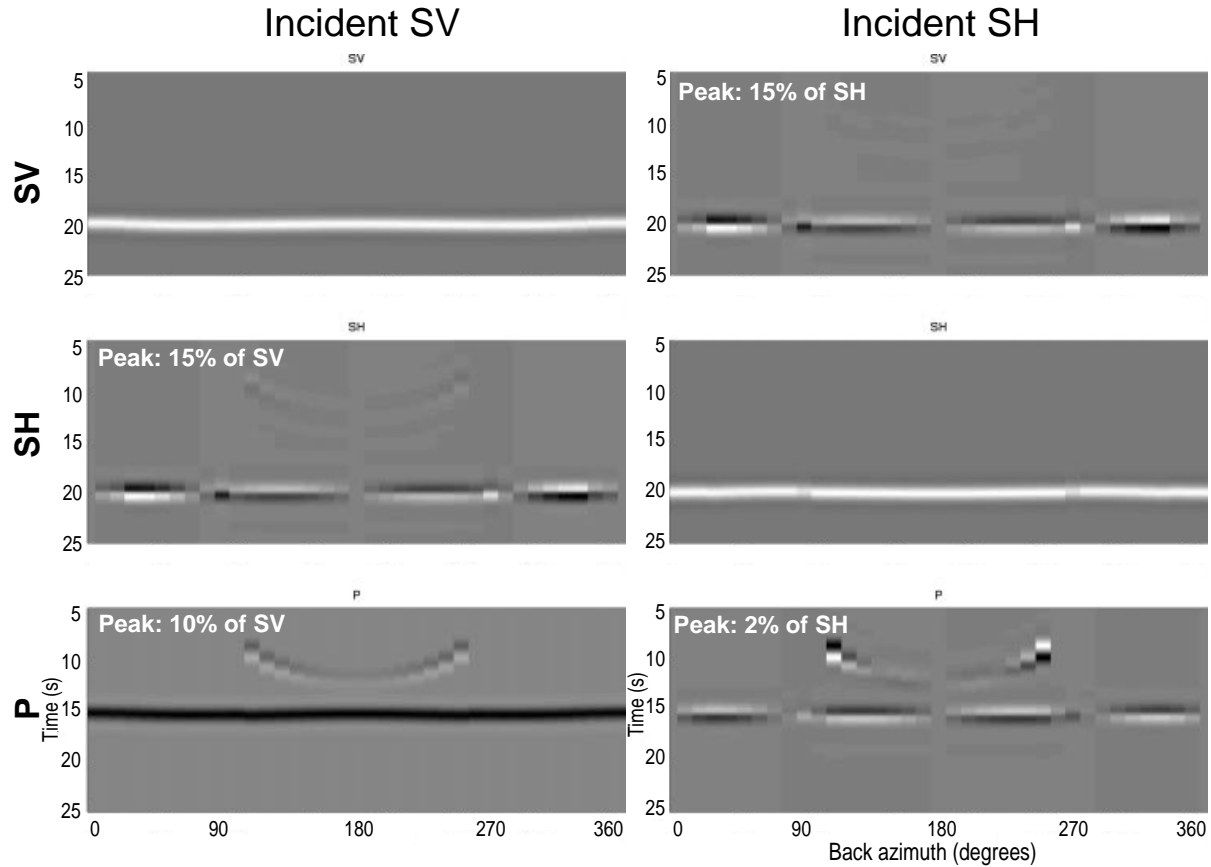 Incident SV
Incident SH
SV
SV
5
10
15
20
25
SV
Peak: 15% of SH
5
10
15
20
25
SH
SH
Peak: 15% of SV
5
10
15
20
25
SH
5
10
15
20
25
P
P
Peak: 10% of SV
Time (s)
5
10
15
20
25
0
90
180
270
360
P
Peak: 2% of SH
Time (s)
5
10
15
20
25
0
90
180
270
360
Back azimuth (degrees)